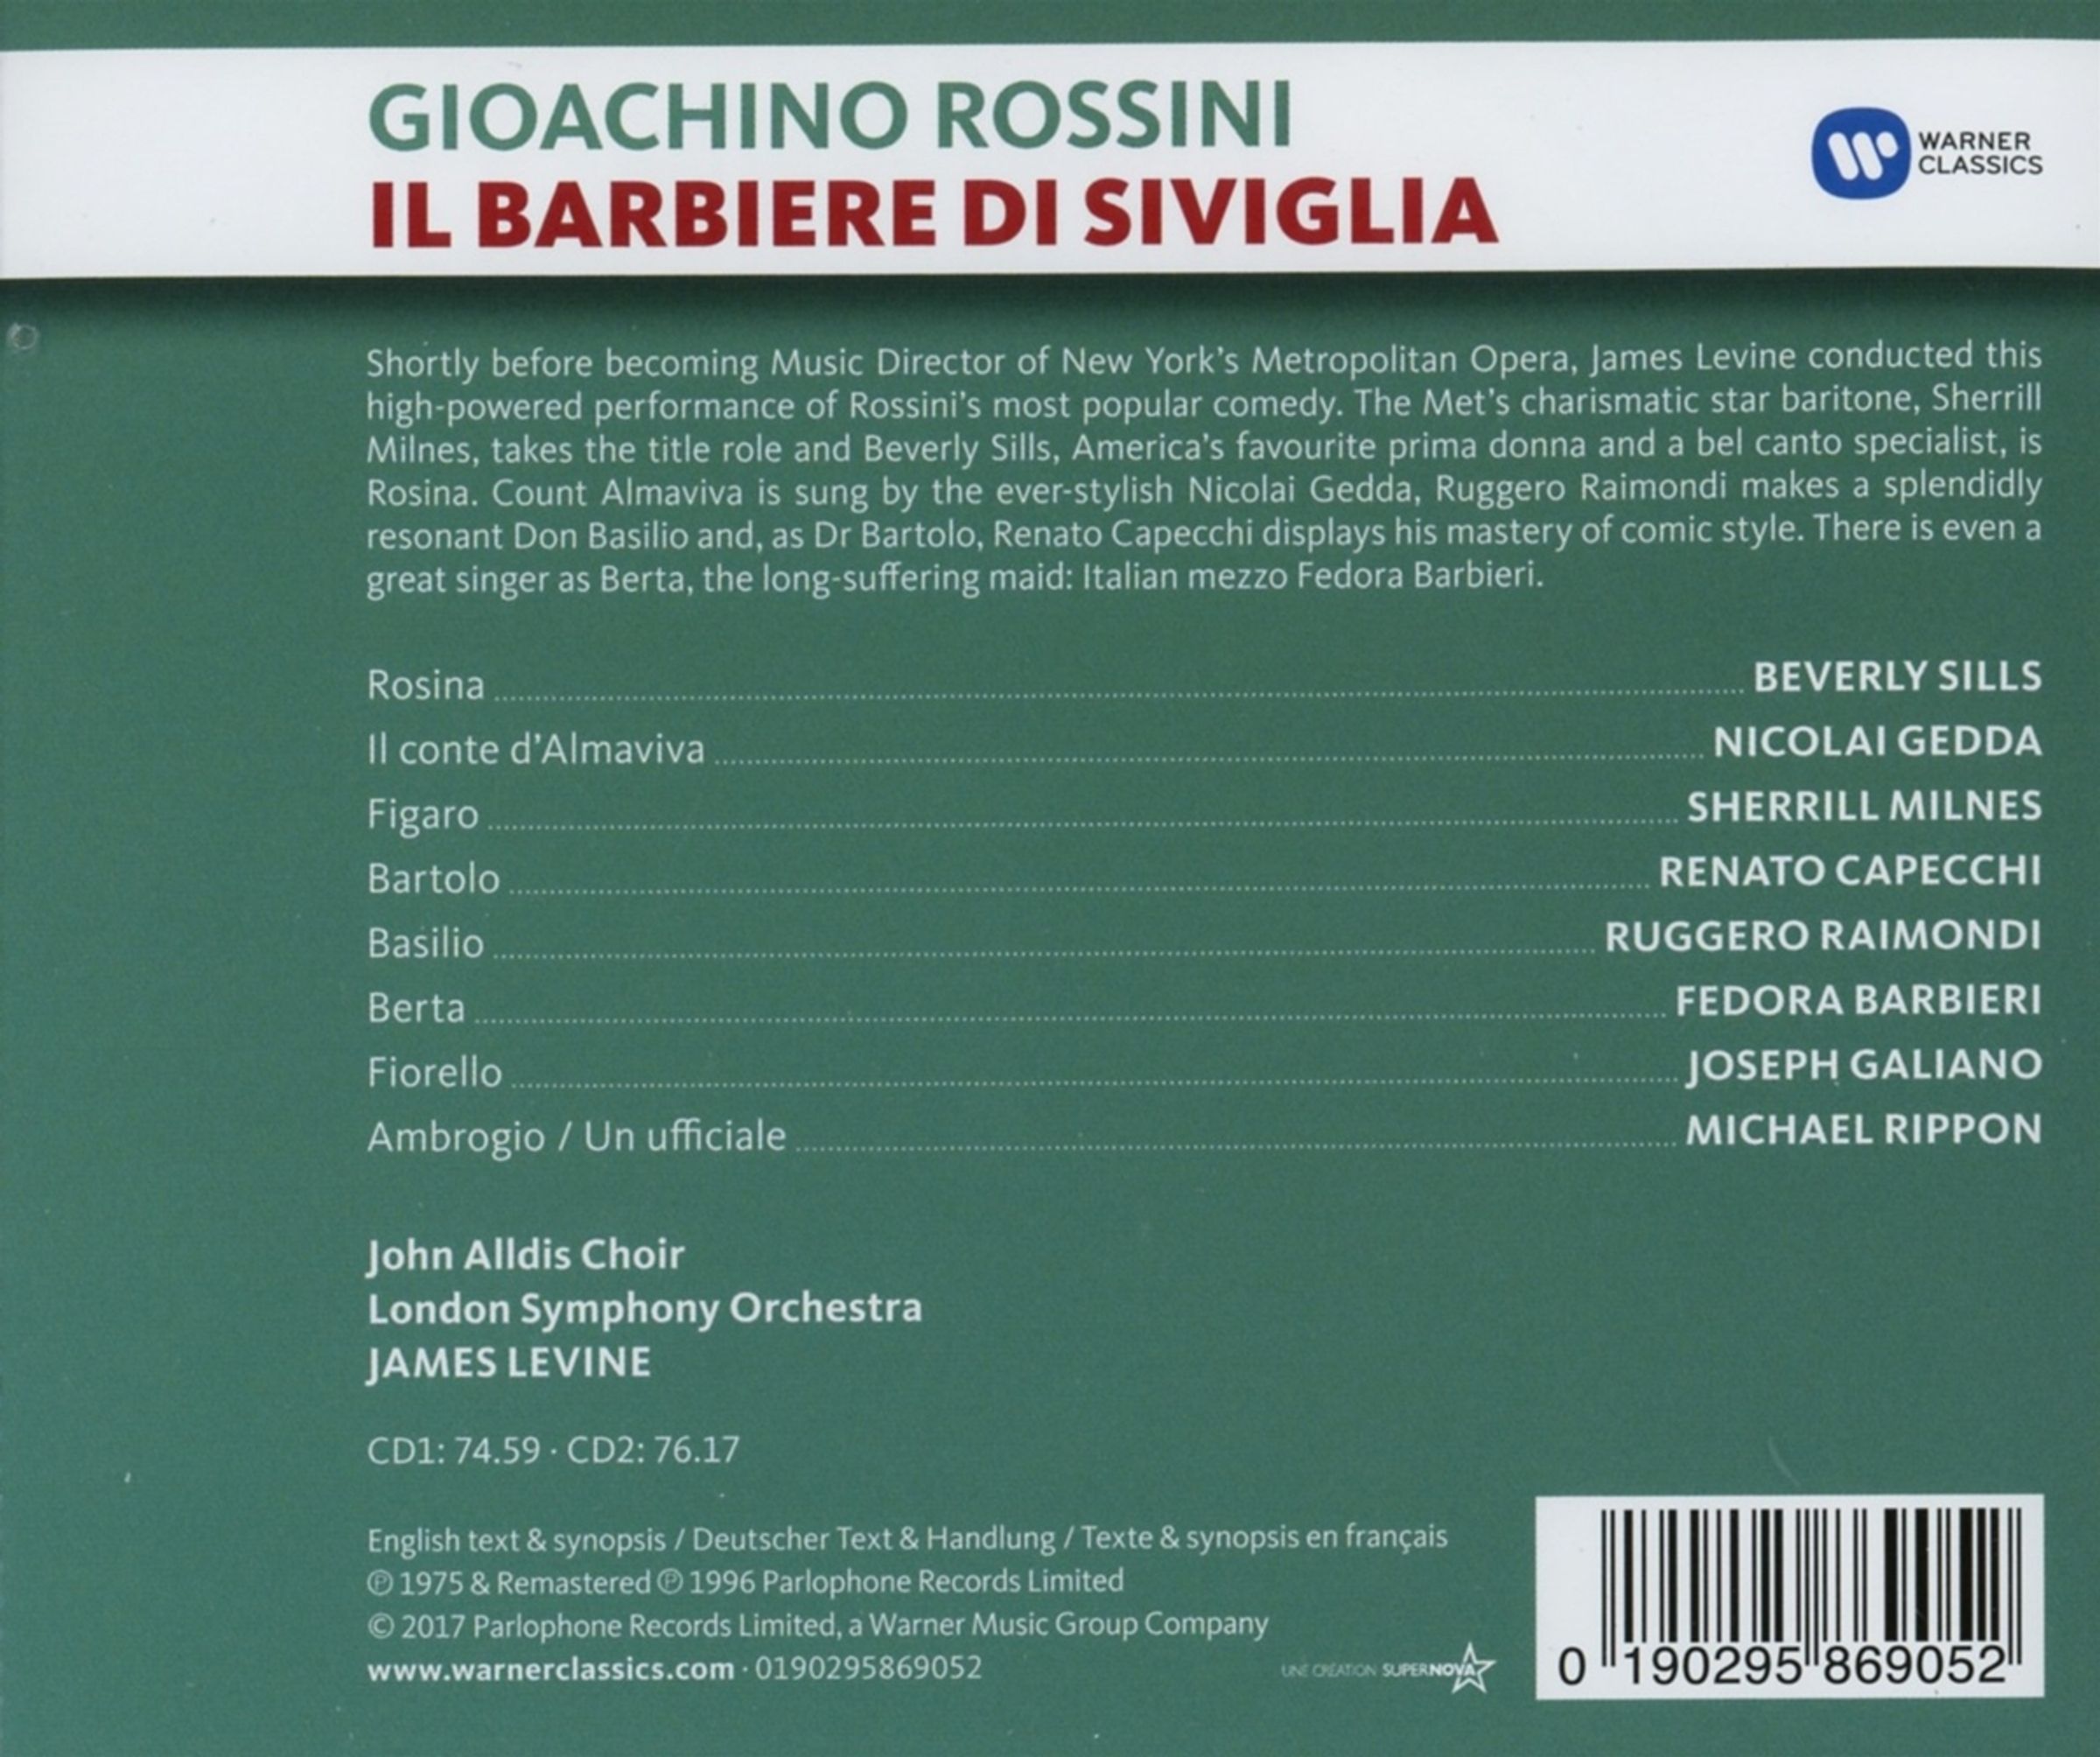 GIOACHINO ROSSINI
IL BARBIERE DI SIVIGLIA
WARNER
CLASSICS
Shortly before becoming Music Director of New York's Metropolitan Opera, James Levine conducted this
high-powered performance of Rossini's most popular comedy. The Met's charismatic star baritone, Sherrill
Milnes, takes the title role and Beverly Sills, America's favourite prima donna and a bel canto specialist, is
Rosina. Count Almaviva is sung by the ever-stylish Nicolai Gedda, Ruggero Raimondi makes a splendidly
resonant Don Basilio and, as Dr Bartolo, Renato Capecchi displays his mastery of comic style. There is even a
great singer as Berta, the long-suffering maid: Italian mezzo Fedora Barbieri.
Rosina BEVERLY SILLS
Il conte d'Almaviva NICOLAI GEDDA
Figaro SHERRILL MILNES
Bartolo RENATO CAPECCHI
Basilio RUGGERO RAIMONDI
Berta FEDORA BARBIERI
Fiorello JOSEPH GALIANO
Ambrogio / Un ufficiale MICHAEL RIPPON
John Alldis Choir
London Symphony Orchestra
JAMES LEVINE
CD1: 74.59 · CD2: 76.17
English text & synopsis / Deutscher Text & Handlung / Texte & synopsis en français
℗ 1975 & Remastered ℗ 1996 Parlophone Records Limited
© 2017 Parlophone Records Limited, a Warner Music Group Company
www.warnerclassics.com · 0190295869052
UNE CRÉATION SUPERNOVA
0 190295 869052